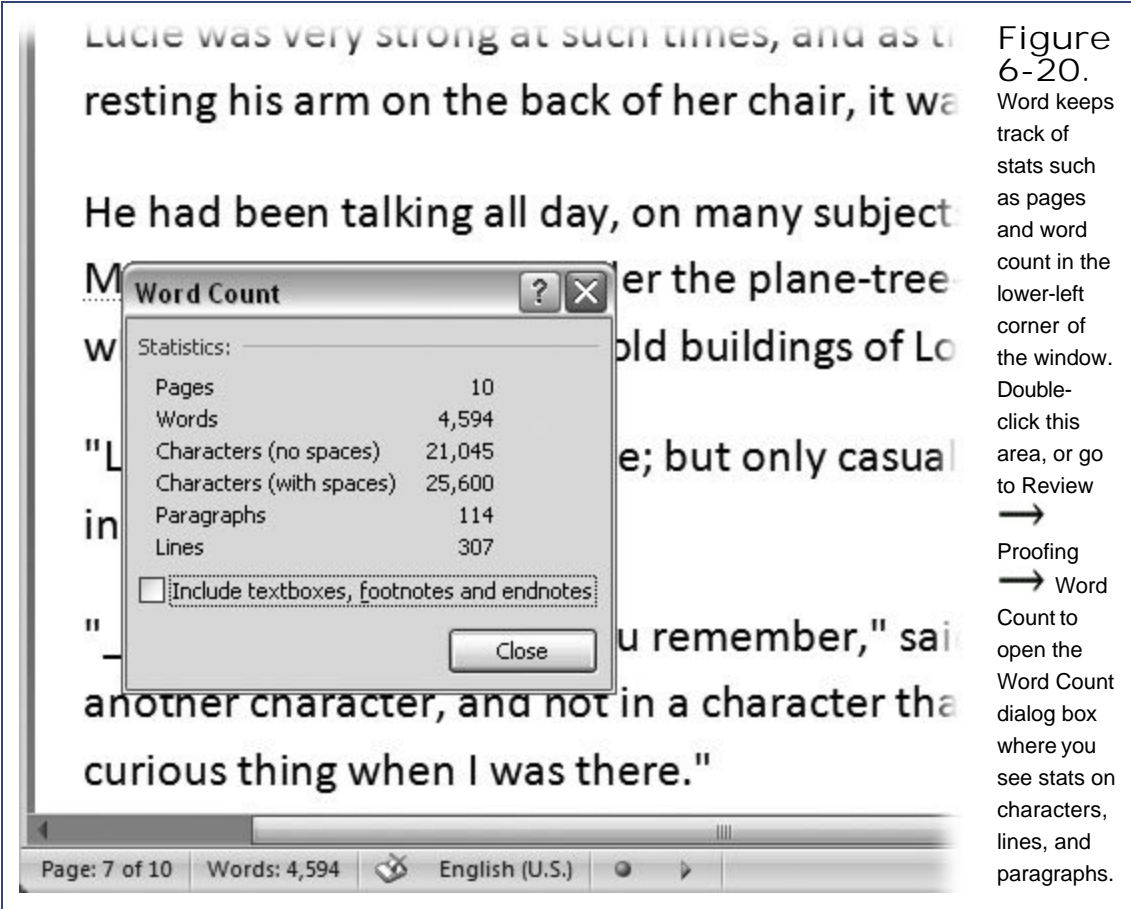 Lucie was very strong at such times, and as
resting his arm on the back of her chair, it wa
He had been talking all day, on many subject
M er the plane-tree-
w old buildings of Lo
"L e; but only casual
in
"_ u remember," sai
another character, and not in a character tha
curious thing when I was there."
Word Count
Statistics:
Pages 10
Words 4,594
Characters (no spaces) 21,045
Characters (with spaces) 25,600
Paragraphs 114
Lines 307
Include textboxes, footnotes and endnotes
Close
Page: 7 of 10 Words: 4,594 English (U.S.)
Figure
6-20.
Word keeps
track of
stats such
as pages
and word
count in the
lower-left
corner of
the window.
Double-
click this
area, or go
to Review
→
Proofing
→ Word
Count to
open the
Word Count
dialog box
where you
see stats on
characters,
lines, and
paragraphs.